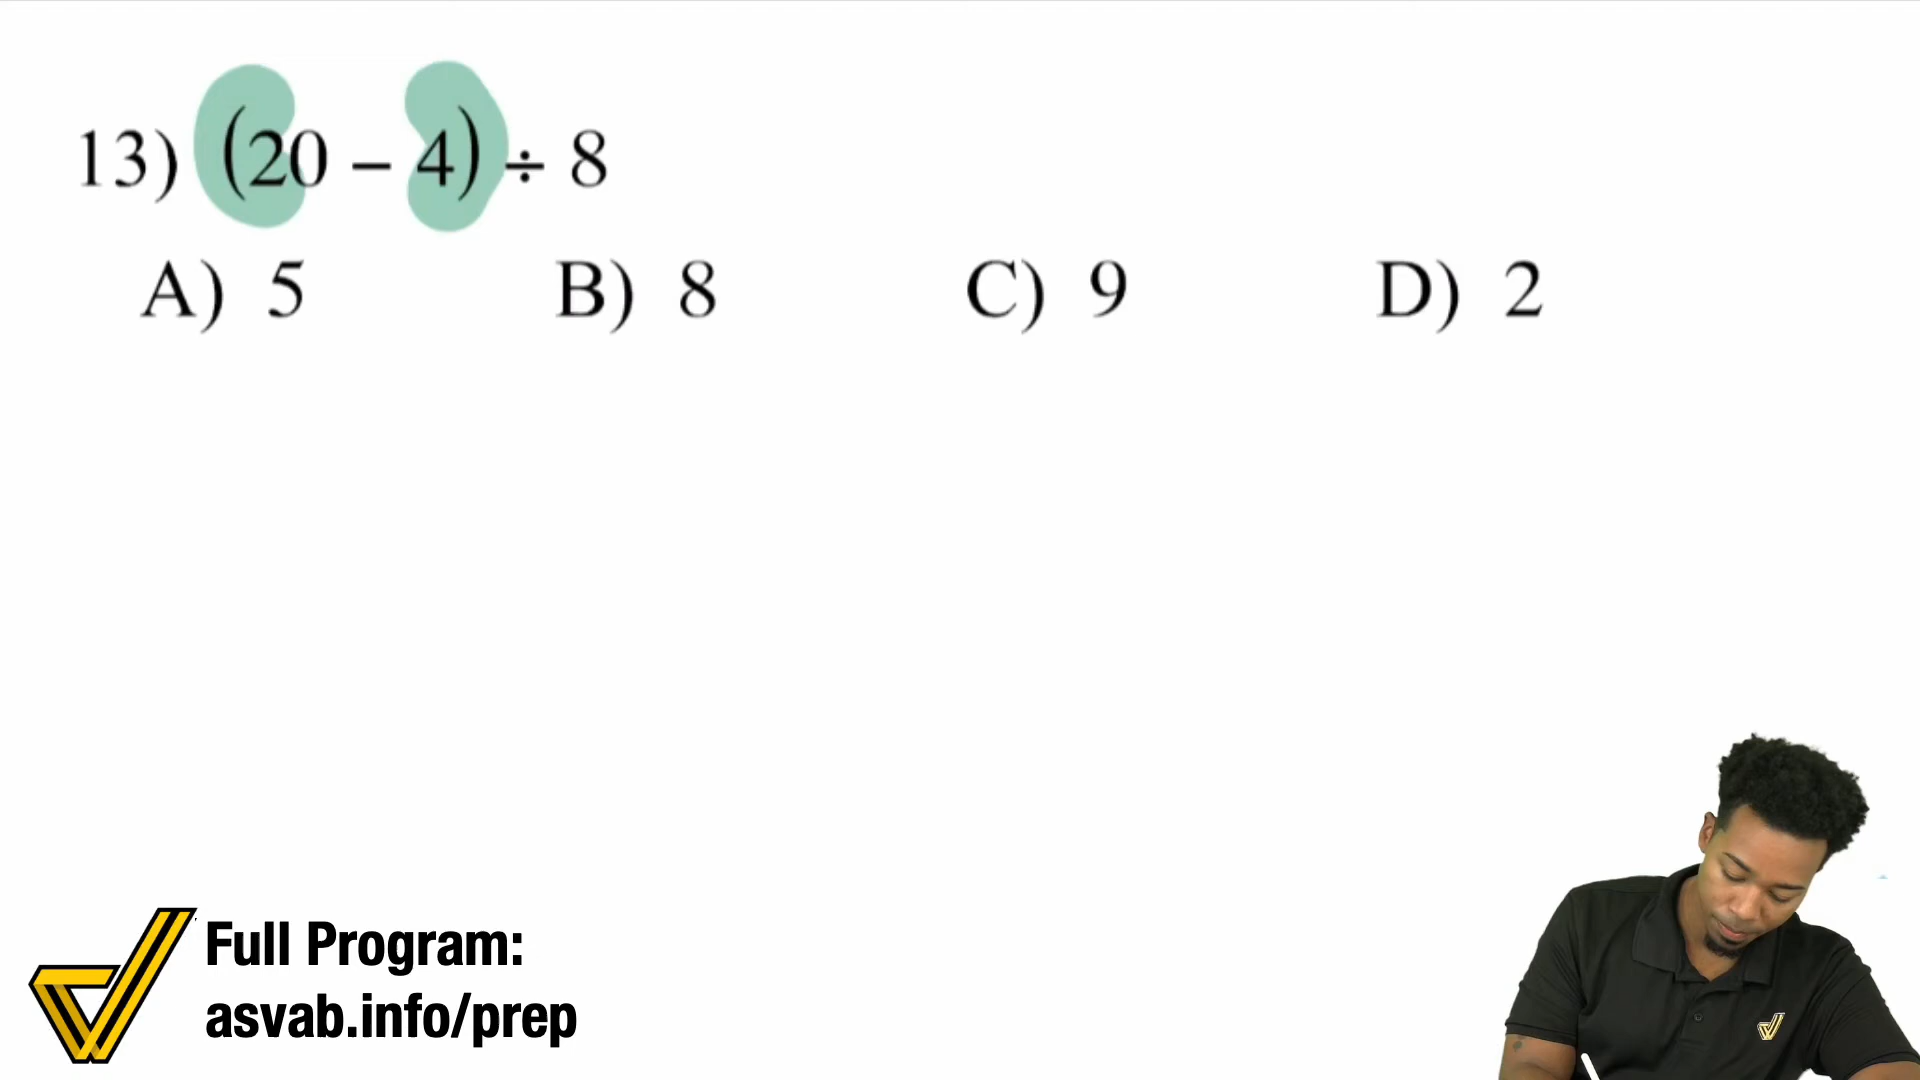 13) (20 – 4) ÷ 8
A) 5 B) 8 C) 9 D) 2
Full Program:
asvab.info/prep